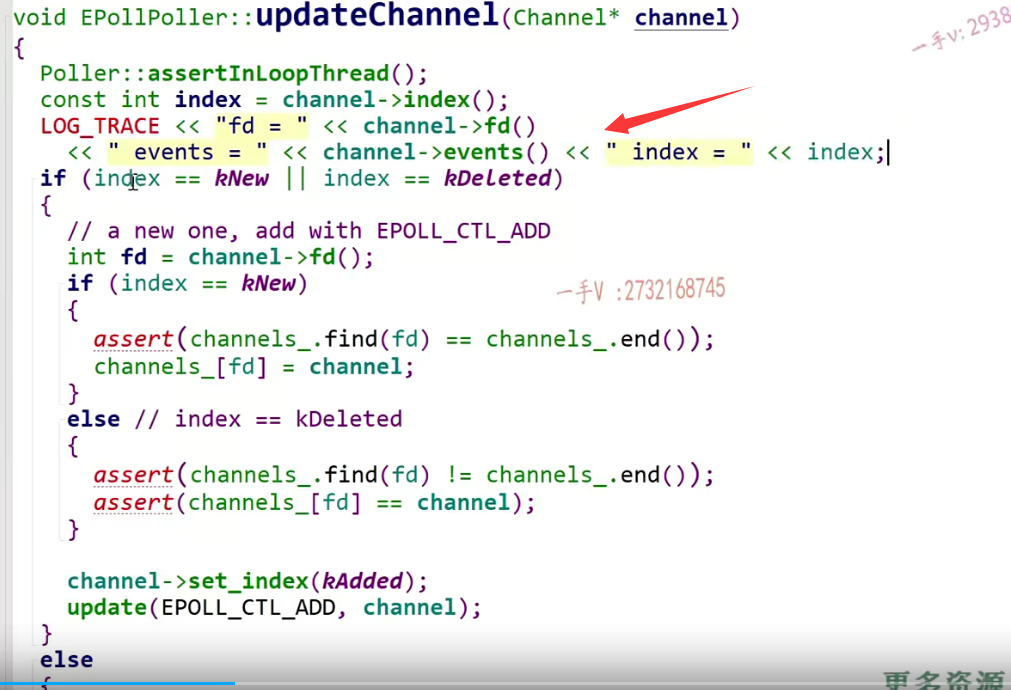 void EPollPoller::updateChannel(Channel* channel)
一手v: 2938
{
Poller::assertInLoopThread();
const int index = channel->index();
LOG_TRACE << "fd = " << channel->fd()
<< " events = " << channel->events() << " index = " << index;
if (index == kNew || index == kDeleted)
{
// a new one, add with EPOLL_CTL_ADD
int fd = channel->fd();
if (index == kNew)
一手V :2732168745
{
assert(channels_.find(fd) == channels_.end());
channels_[fd] = channel;
}
else // index == kDeleted
{
assert(channels_.find(fd) != channels_.end());
assert(channels_[fd] == channel);
}
channel->set_index(kAdded);
update(EPOLL_CTL_ADD, channel);
}
else
{
更多资源